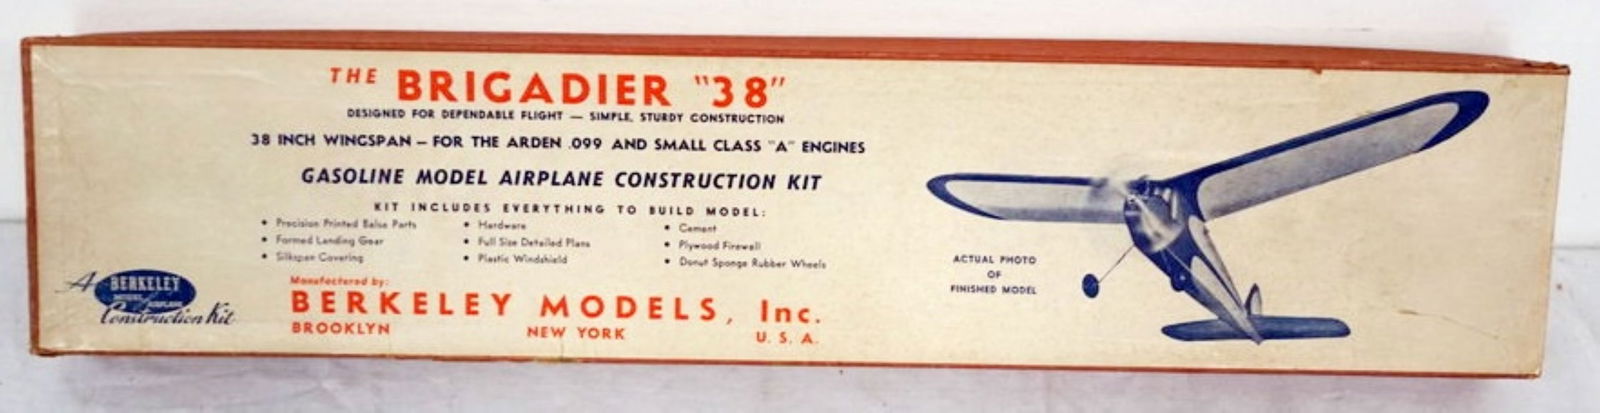 THE BRIGADIER "38"
DESIGNED FOR DEPENDABLE FLIGHT — SIMPLE, STURDY CONSTRUCTION
38 INCH WINGSPAN – FOR THE ARDEN .099 AND SMALL CLASS "A" ENGINES
GASOLINE MODEL AIRPLANE CONSTRUCTION KIT
KIT INCLUDES EVERYTHING TO BUILD MODEL:
• Precision Printed Balsa Parts
• Formed Landing Gear
• Silkspan Covering
• Hardware
• Full Size Detailed Plans
• Plastic Windshield
• Cement
• Plywood Firewall
• Donut Sponge Rubber Wheels
ACTUAL PHOTO
OF
FINISHED MODEL
A
BERKELEY
MODEL AIRPLANE
Construction Kit
Manufactured by:
BERKELEY MODELS, Inc.
BROOKLYN NEW YORK U. S. A.